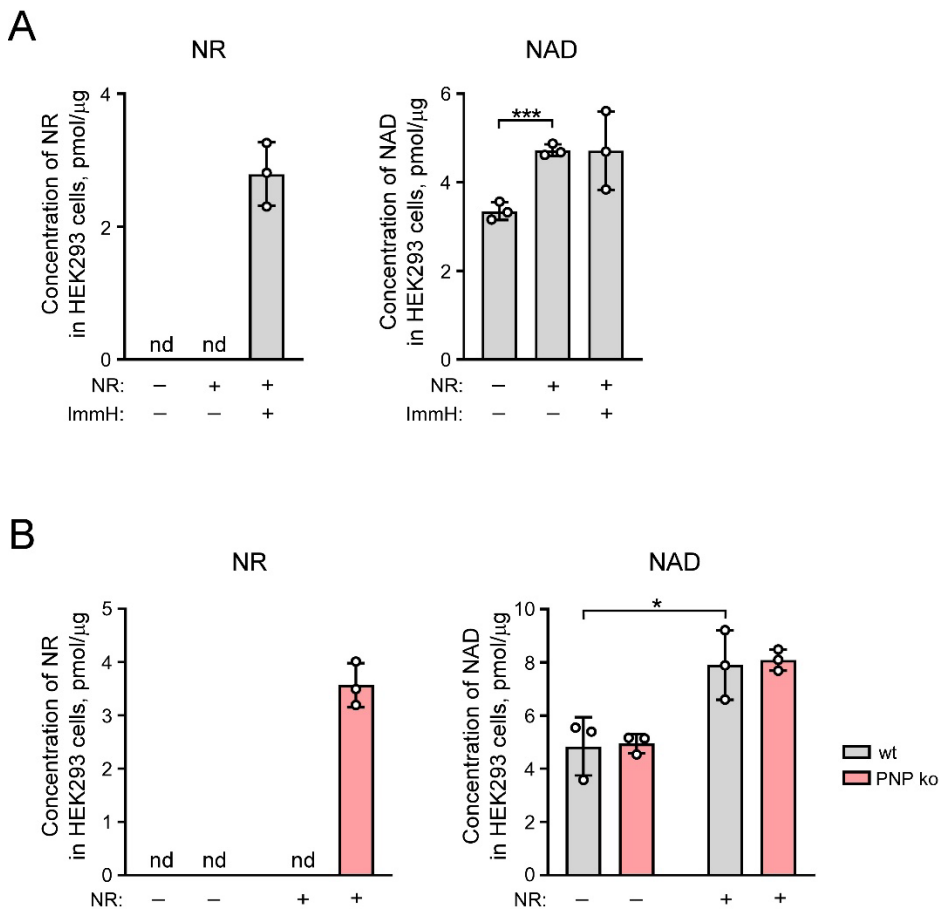 A
NR
NAD
Concentration of NR
in HEK293 cells, pmol/μg
4
2
0
nd nd
NR: – + +
ImmH: – – +
Concentration of NAD
in HEK293 cells, pmol/μg
6
4
2
0
***
NR: – + +
ImmH: – – +
B
NR
NAD
Concentration of NR
in HEK293 cells, pmol/μg
5
4
3
2
1
0
nd nd nd
NR: – – + +
Concentration of NAD
in HEK293 cells, pmol/μg
10
8
6
4
2
0
*
NR: – – + +
wt
PNP ko